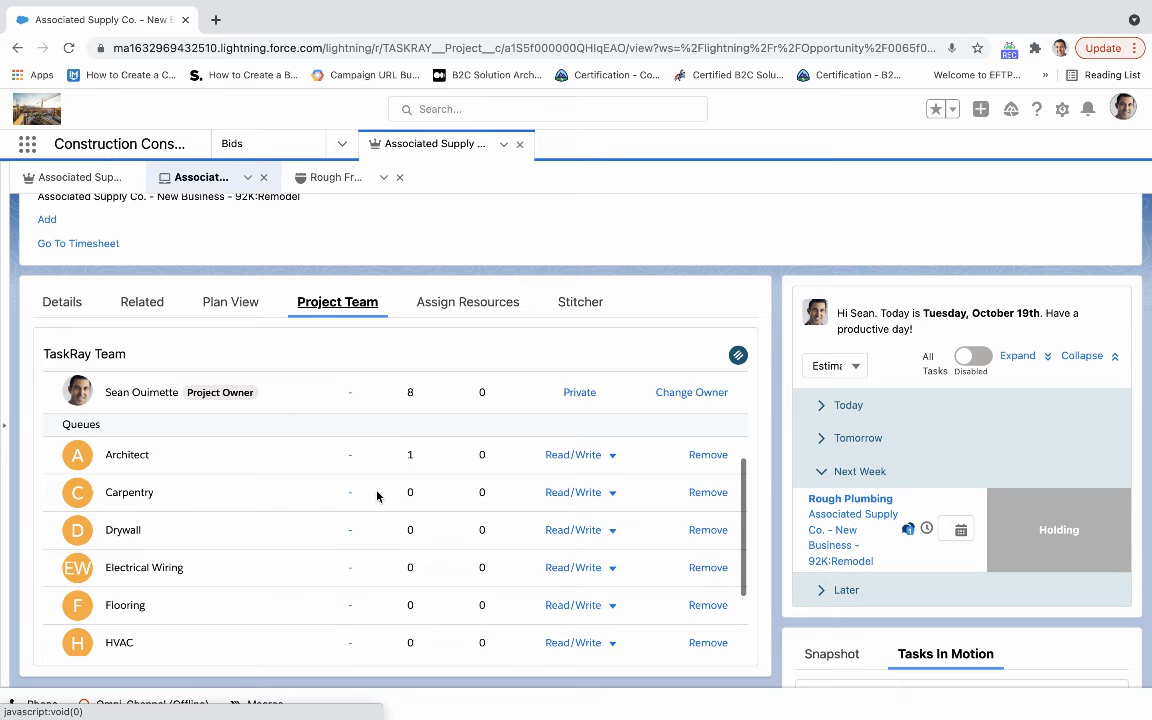 Associated Supply Co. - New B
ma1632969432510.lightning.force.com/lightning/r/TASKRAY__Project__c/a1S5f000000QHIqEAO/view?ws=%2Flightning%2Fr%2FOpportunity%2F0065f0...
REC
Update
Apps
How to Create a C...
How to Create a B...
Campaign URL Bu...
B2C Solution Arch...
Certification - Co...
Certified B2C Solu...
Certification - B2...
Welcome to EFTP...
»
Reading List
Search...
Construction Cons...
Bids
Associated Supply ...
Associated Sup...
Associat...
Rough Fr...
Associated Supply Co. - New Business - 92K:Remodel
Add
Go To Timesheet
Details
Related
Plan View
Project Team
Assign Resources
Stitcher
TaskRay Team
Sean Ouimette Project Owner - 8 0 Private Change Owner
Queues
A Architect - 1 0 Read/Write Remove
C Carpentry - 0 0 Read/Write Remove
D Drywall - 0 0 Read/Write Remove
EW Electrical Wiring - 0 0 Read/Write Remove
F Flooring - 0 0 Read/Write Remove
H HVAC - 0 0 Read/Write Remove
Hi Sean. Today is Tuesday, October 19th. Have a
productive day!
Estima
All
Tasks
Disabled
Expand
Collapse
Today
Tomorrow
Next Week
Rough Plumbing
Associated Supply
Co. - New
Business -
92K:Remodel
Holding
Later
Snapshot
Tasks In Motion
Phone
Omni-Channel (Offline)
Macros
javascript:void(0)